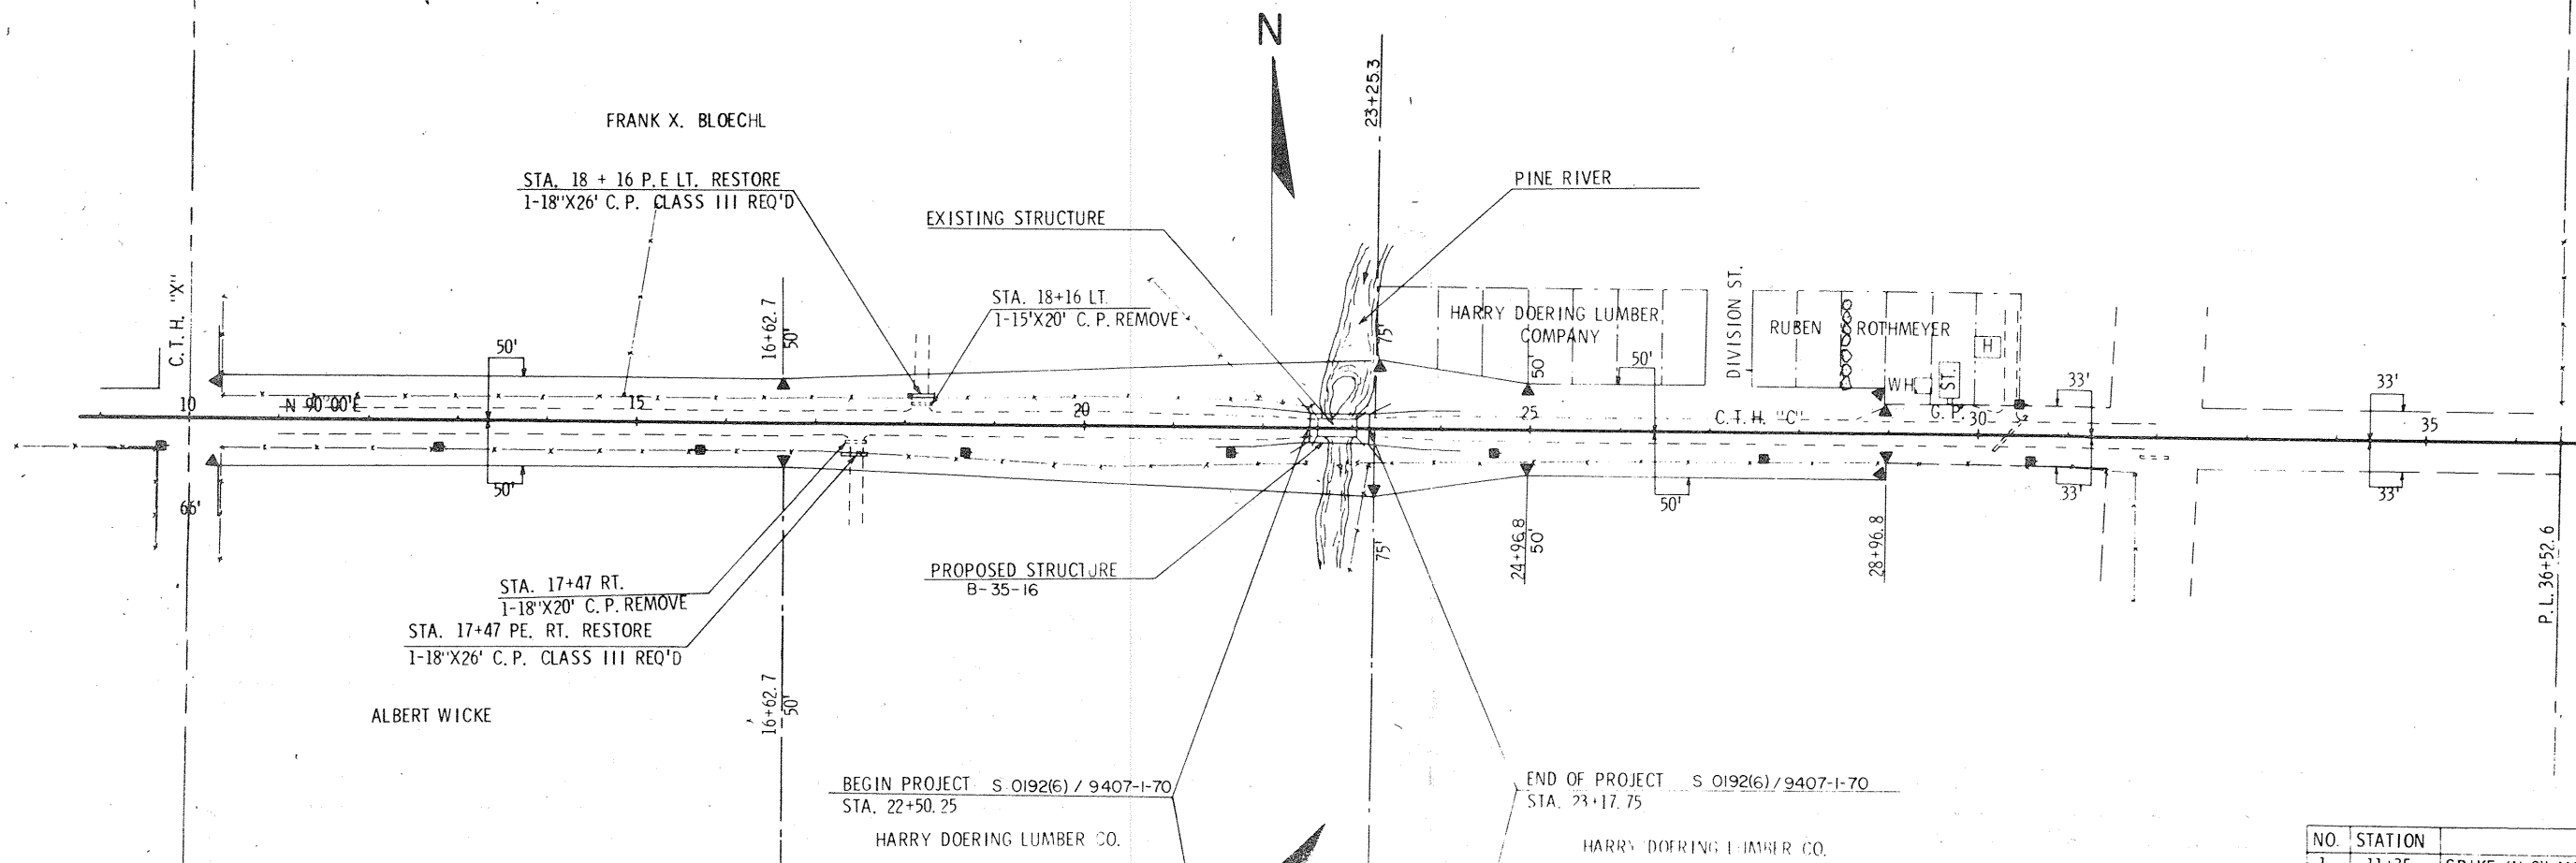 N
23+25.3
FRANK X. BLOECHL
STA. 18 + 16 P.E LT. RESTORE
1-18"X26' C.P. CLASS III REQ'D
PINE RIVER
EXISTING STRUCTURE
C.T.H. "X"
16+62.7
50'
STA. 18+16 LT.
1-15'X20' C.P. REMOVE
75'
HARRY DOERING LUMBER
COMPANY
DIVISION ST.
RUBEN
ROTHMEYER
H
50'
50'
50'
WH
ST.
33'
33'
10
N 90°00'E
15
20
25
C.T.H. "C"
G.P.
30
35
50'
66'
50'
33'
33'
24+96.8
50'
28+96.8
75'
P.L. 36+52.6
STA. 17+47 RT.
1-18"X20' C.P. REMOVE
PROPOSED STRUCTURE
B-35-16
STA. 17+47 PE. RT. RESTORE
1-18"X26' C.P. CLASS III REQ'D
16+62.7
50'
ALBERT WICKE
BEGIN PROJECT S 0192(6) / 9407-1-70
STA. 22+50.25
END OF PROJECT S 0192(6) / 9407-1-70
STA. 23+17.75
HARRY DOERING LUMBER CO.
HARRY DOERING LUMBER CO.
NO. STATION